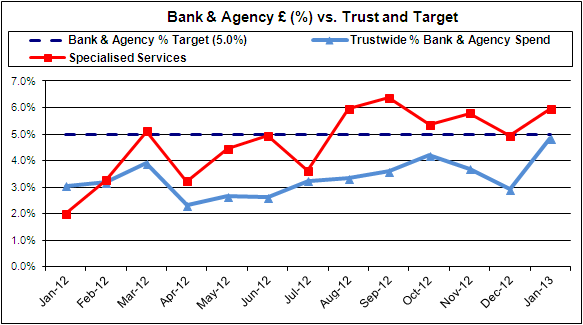 Bank & Agency £ (%) vs. Trust and Target
Bank & Agency % Target (5.0%) Trustwide % Bank & Agency Spend
Specialised Services
7.0%
6.0%
5.0%
4.0%
3.0%
2.0%
1.0%
0.0%
Jan-12 Feb-12 Mar-12 Apr-12 May-12 Jun-12 Jul-12 Aug-12 Sep-12 Oct-12 Nov-12 Dec-12 Jan-13